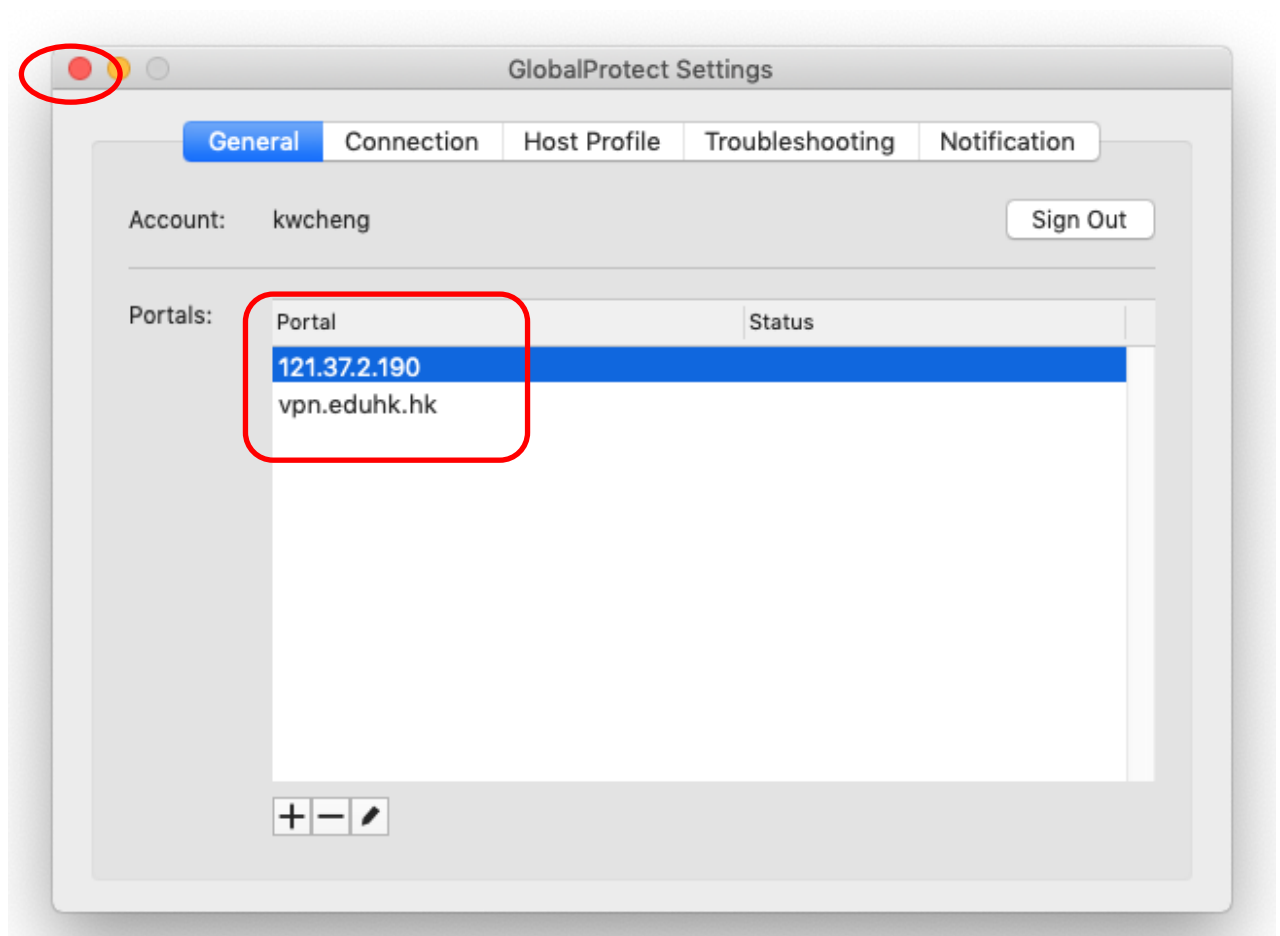 GlobalProtect Settings
General Connection Host Profile Troubleshooting Notification
Account: kwcheng Sign Out
Portals: Portal Status
121.37.2.190
vpn.eduhk.hk